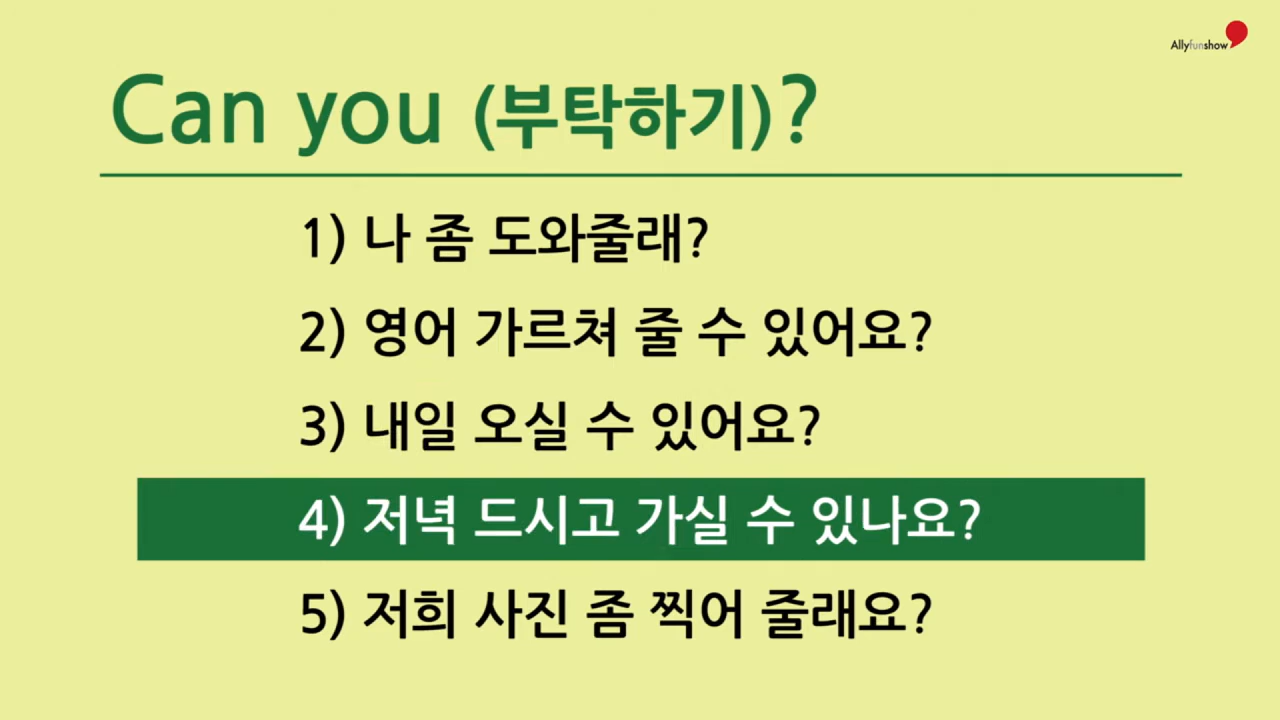 Allyfunshow
Can you (부탁하기)?
1) 나 좀 도와줄래?
2) 영어 가르쳐 줄 수 있어요?
3) 내일 오실 수 있어요?
4) 저녁 드시고 가실 수 있나요?
5) 저희 사진 좀 찍어 줄래요?